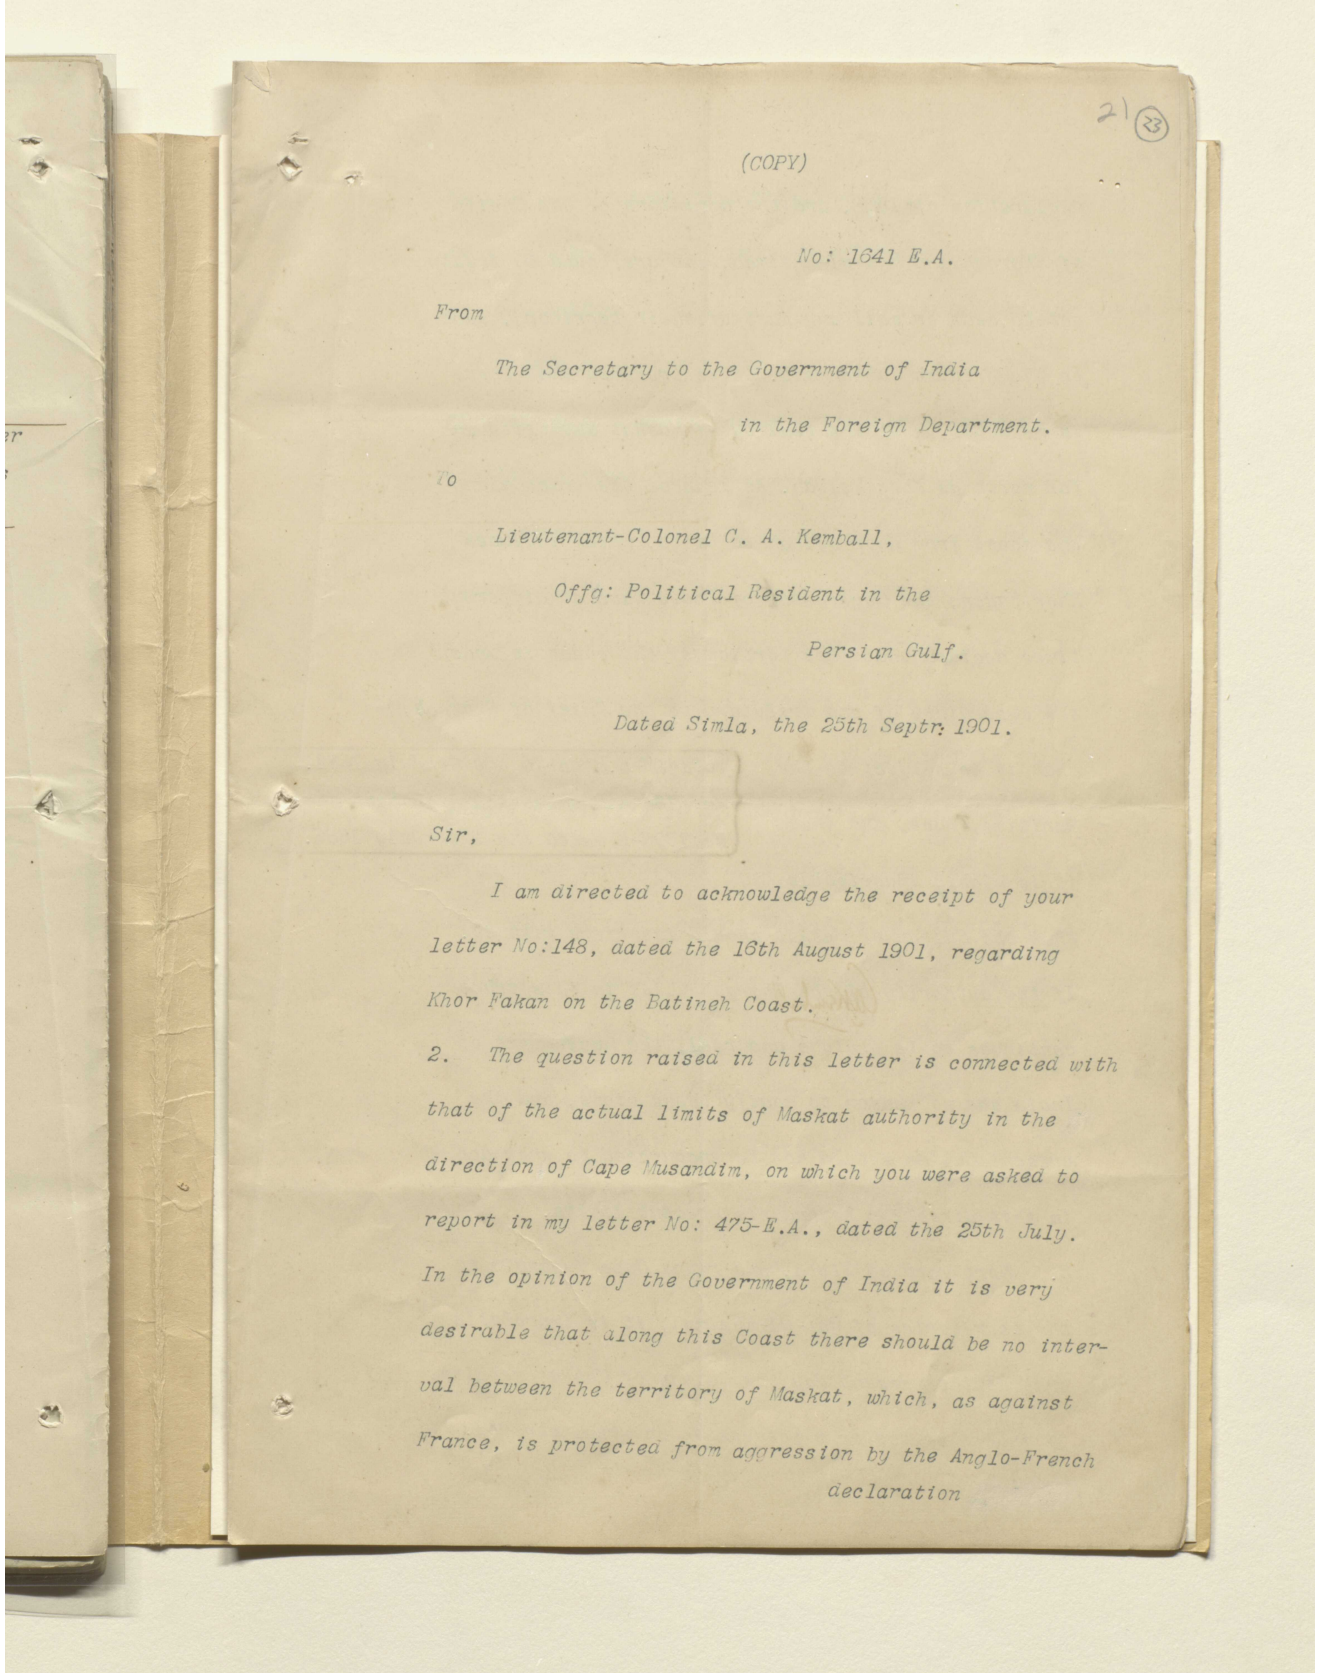 21 23
(COPY)
No: 1641 E.A.
From
The Secretary to the Government of India
in the Foreign Department.
To
Lieutenant-Colonel C. A. Kemball,
Offg: Political Resident in the
Persian Gulf.
Dated Simla, the 25th Septr: 1901.
Sir,
I am directed to acknowledge the receipt of your
letter No:148, dated the 16th August 1901, regarding
Khor Fakan on the Batineh Coast.
2. The question raised in this letter is connected with
that of the actual limits of Maskat authority in the
direction of Cape Musandim, on which you were asked to
report in my letter No: 475-E.A., dated the 25th July.
In the opinion of the Government of India it is very
desirable that along this Coast there should be no inter-
val between the territory of Maskat, which, as against
France, is protected from aggression by the Anglo-French
declaration
er